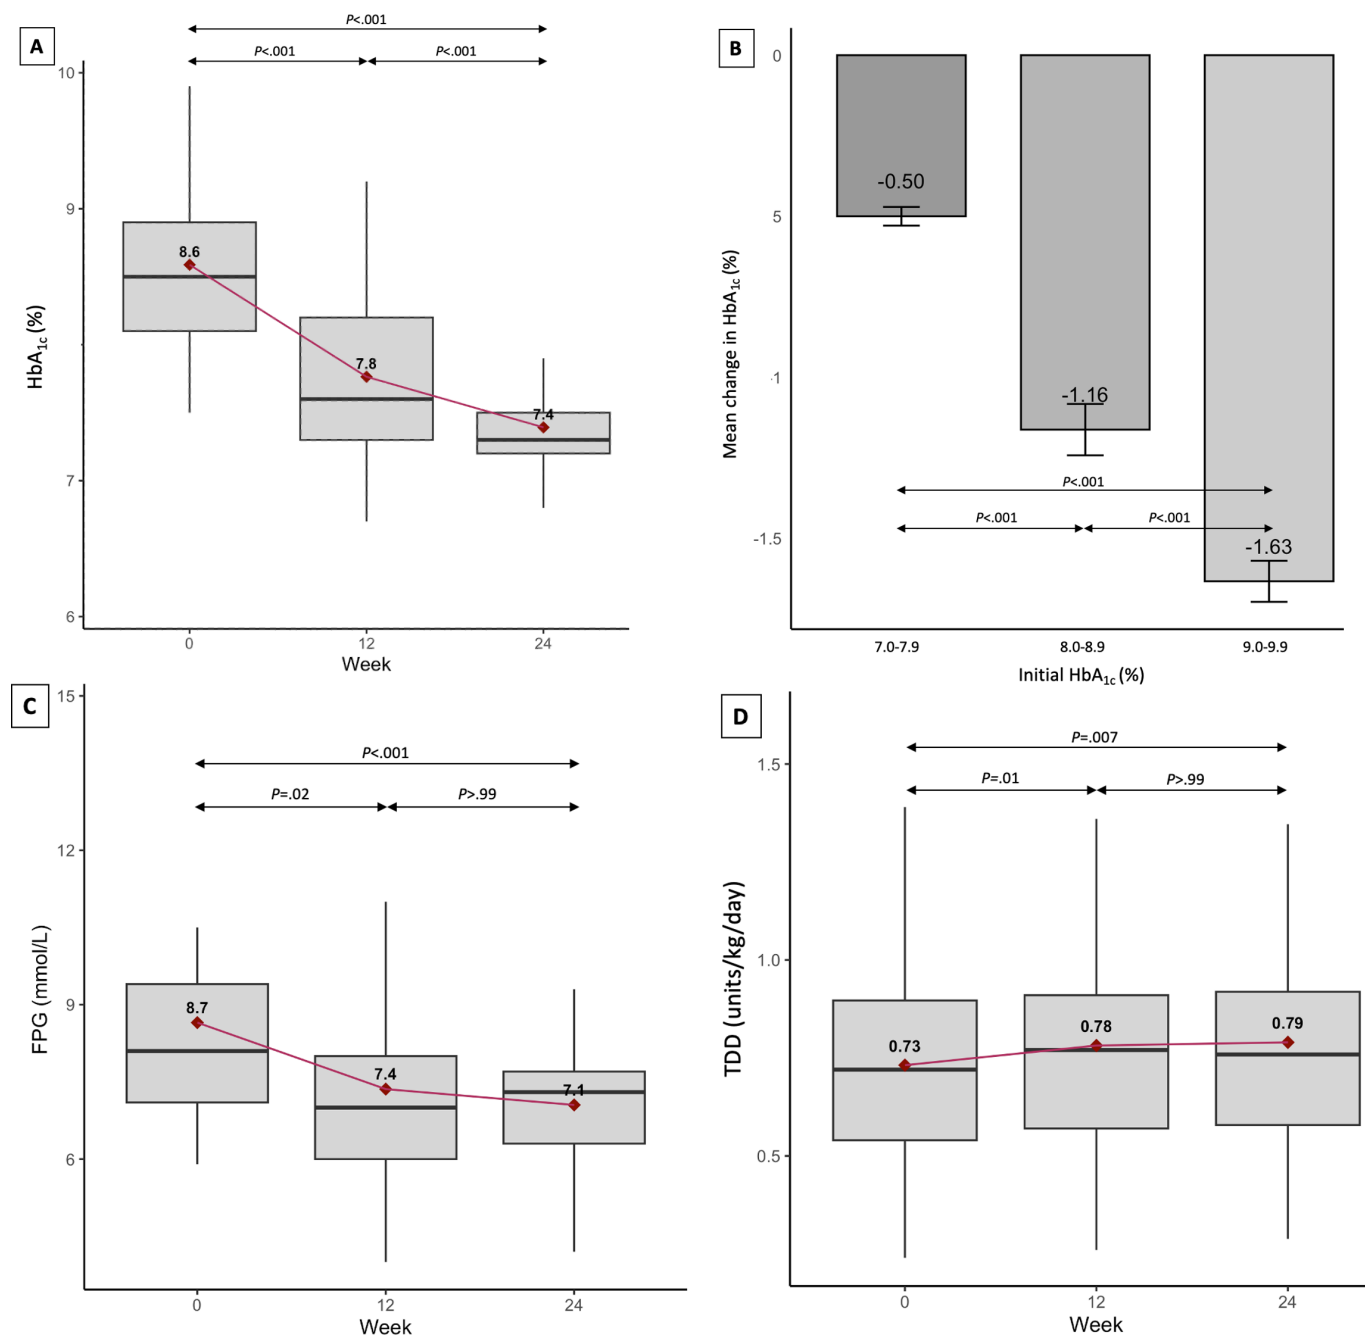 A
P<.001
P<.001
P<.001
10
9
7
6
HbA1c (%)
8.6
7.8
7.4
0
12
24
Week
B
0
5
1
-1.5
Mean change in HbA1c (%)
-0.50
-1.16
-1.63
P<.001
P<.001
P<.001
7.0-7.9
8.0-8.9
9.0-9.9
Initial HbA1c (%)
C
15
12
9
6
FPG (mmol/L)
P<.001
P=.02
P>.99
8.7
7.4
7.1
0
12
24
Week
D
1.5
1.0
0.5
TDD (units/kg/day)
P=.007
P=.01
P>.99
0.73
0.78
0.79
0
12
24
Week